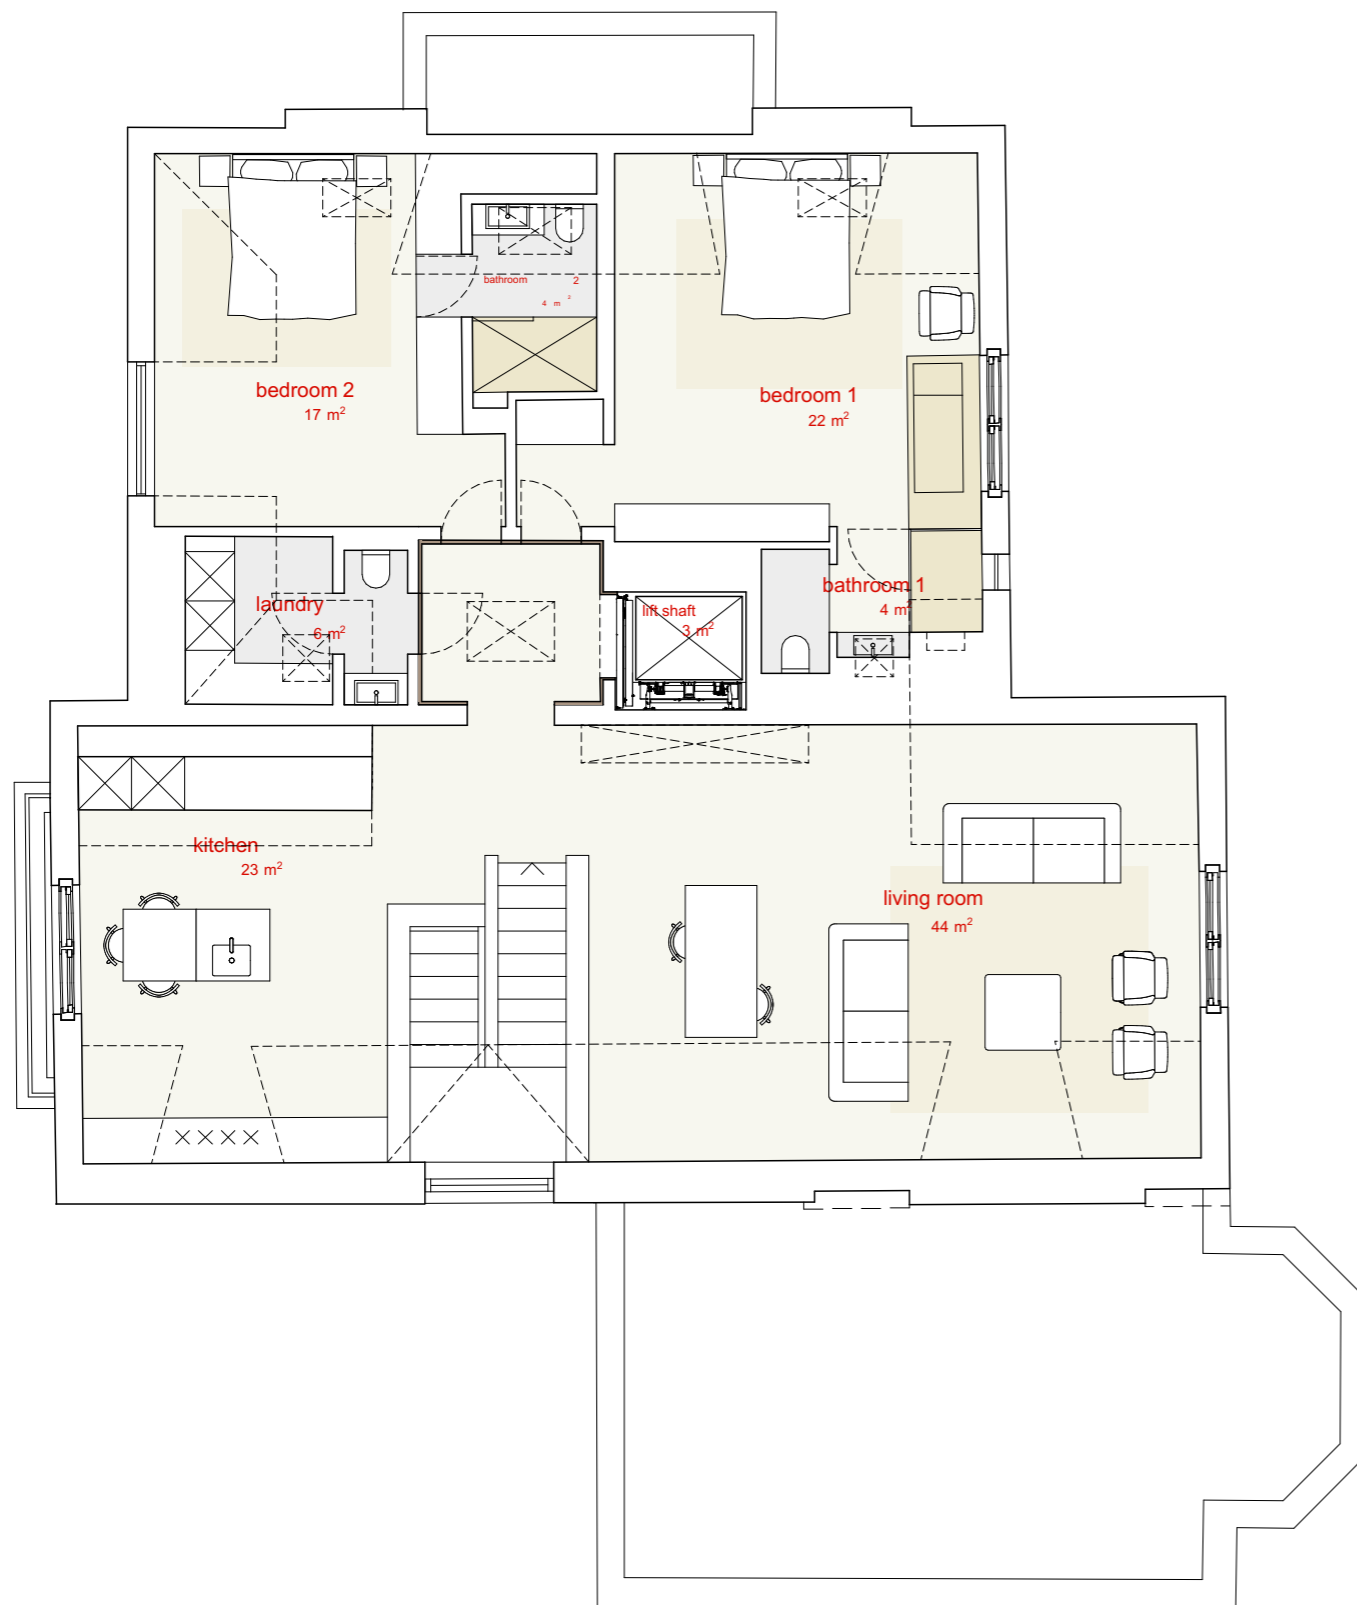 bathroom 2
4 m²
bedroom 2
17 m²
bedroom 1
22 m²
laundry
6 m²
lift shaft
3 m²
bathroom 1
4 m²
kitchen
23 m²
living room
44 m²